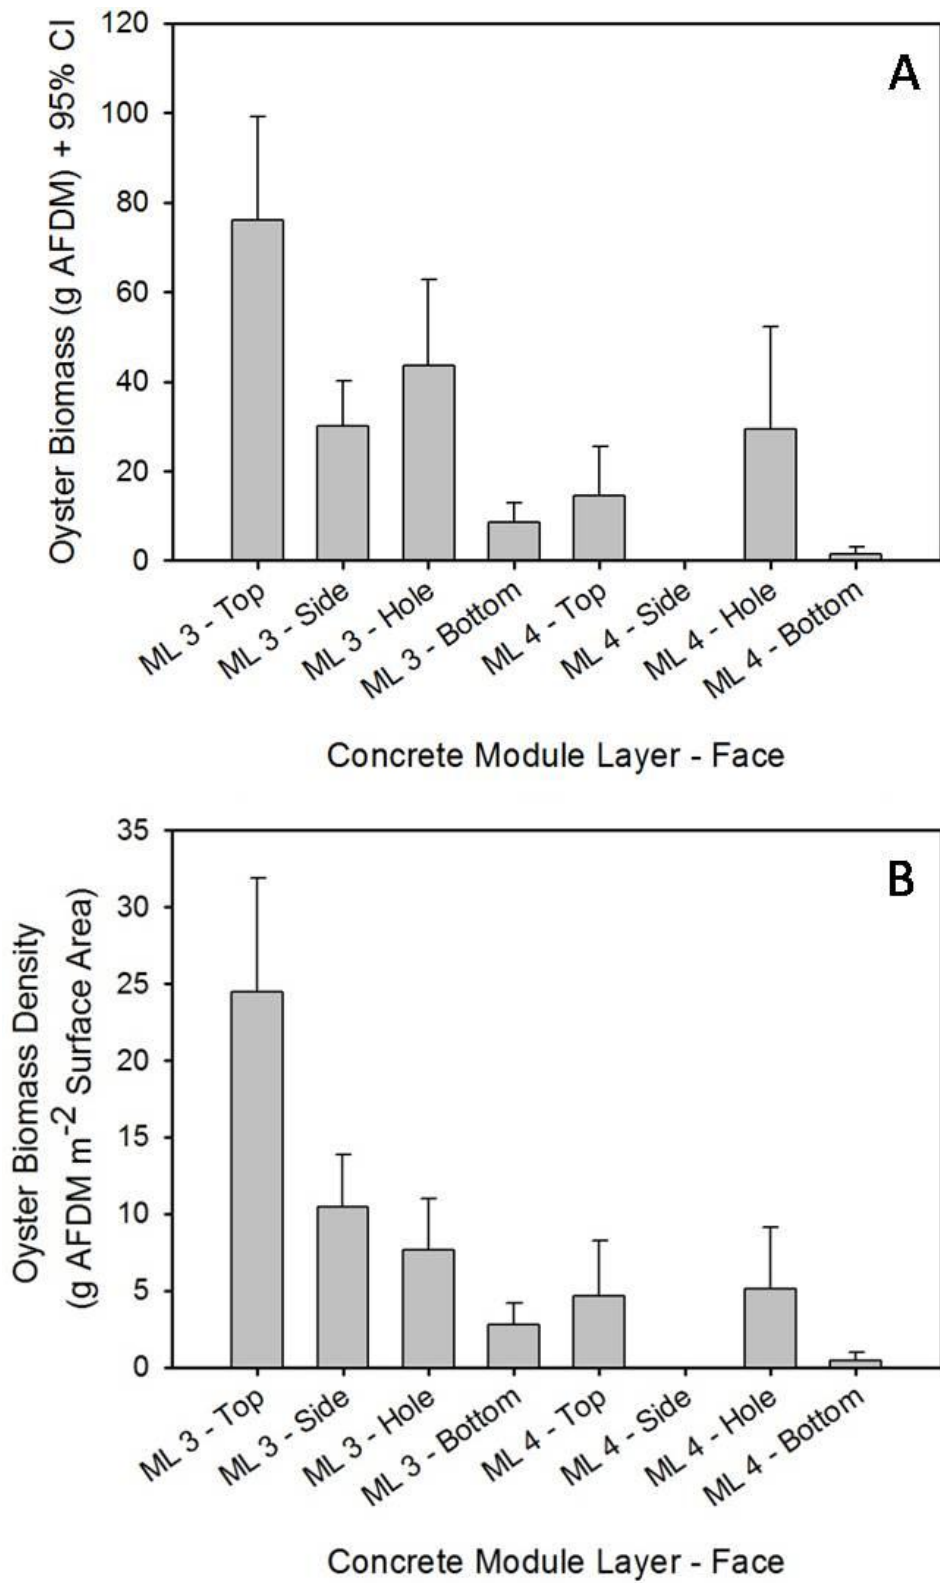 A
Oyster Biomass (g AFDM) + 95% CI
120
100
80
60
40
20
0
ML 3 - Top
ML 3 - Side
ML 3 - Hole
ML 3 - Bottom
ML 4 - Top
ML 4 - Side
ML 4 - Hole
ML 4 - Bottom
Concrete Module Layer - Face
B
Oyster Biomass Density
(g AFDM m⁻² Surface Area)
35
30
25
20
15
10
5
0
ML 3 - Top
ML 3 - Side
ML 3 - Hole
ML 3 - Bottom
ML 4 - Top
ML 4 - Side
ML 4 - Hole
ML 4 - Bottom
Concrete Module Layer - Face